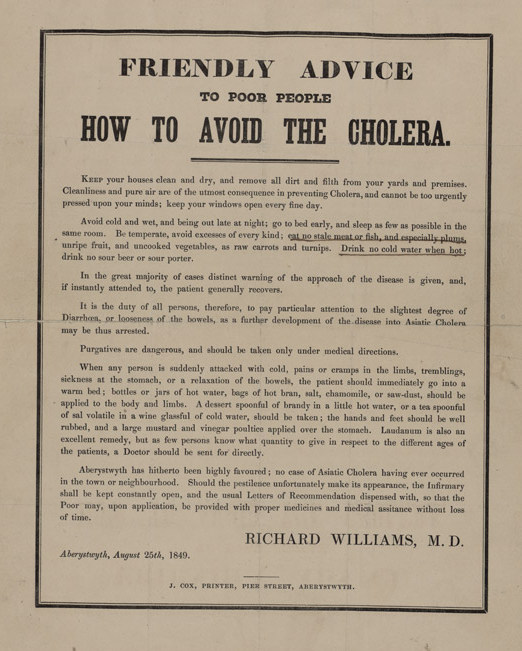 FRIENDLY ADVICE
TO POOR PEOPLE
HOW TO AVOID THE CHOLERA.
KEEP your houses clean and dry, and remove all dirt and filth from your yards and premises.
Cleanliness and pure air are of the utmost consequence in preventing Cholera, and cannot be too urgently
pressed upon your minds; keep your windows open every fine day.
Avoid cold and wet, and being out late at night; go to bed early, and sleep as few as possible in the
same room. Be temperate, avoid excesses of every kind; eat no stale meat or fish, and especially plums,
unripe fruit, and uncooked vegetables, as raw carrots and turnips. Drink no cold water when hot;
drink no sour beer or sour porter.
In the great majority of cases distinct warning of the approach of the disease is given, and,
if instantly attended to, the patient generally recovers.
It is the duty of all persons, therefore, to pay particular attention to the slightest degree of
Diarrhœa, or looseness of the bowels, as a further development of the disease into Asiatic Cholera
may be thus arrested.
Purgatives are dangerous, and should be taken only under medical directions.
When any person is suddenly attacked with cold, pains or cramps in the limbs, tremblings,
sickness at the stomach, or a relaxation of the bowels, the patient should immediately go into a
warm bed; bottles or jars of hot water, bags of hot bran, salt, chamomile, or saw-dust, should be
applied to the body and limbs. A dessert spoonful of brandy in a little hot water, or a tea spoonful
of sal volatile in a wine glassful of cold water, should be taken; the hands and feet should be well
rubbed, and a large mustard and vinegar poultice applied over the stomach. Laudanum is also an
excellent remedy, but as few persons know what quantity to give in respect to the different ages of
the patients, a Doctor should be sent for directly.
Aberystwyth has hitherto been highly favoured; no case of Asiatic Cholera having ever occurred
in the town or neighbourhood. Should the pestilence unfortunately make its appearance, the Infirmary
shall be kept constantly open, and the usual Letters of Recommendation dispensed with, so that the
Poor may, upon application, be provided with proper medicines and medical assitance without loss
of time.
RICHARD WILLIAMS, M. D.
Aberystwyth, August 25th, 1849.
J. COX, PRINTER, PIER STREET, ABERYSTWYTH.